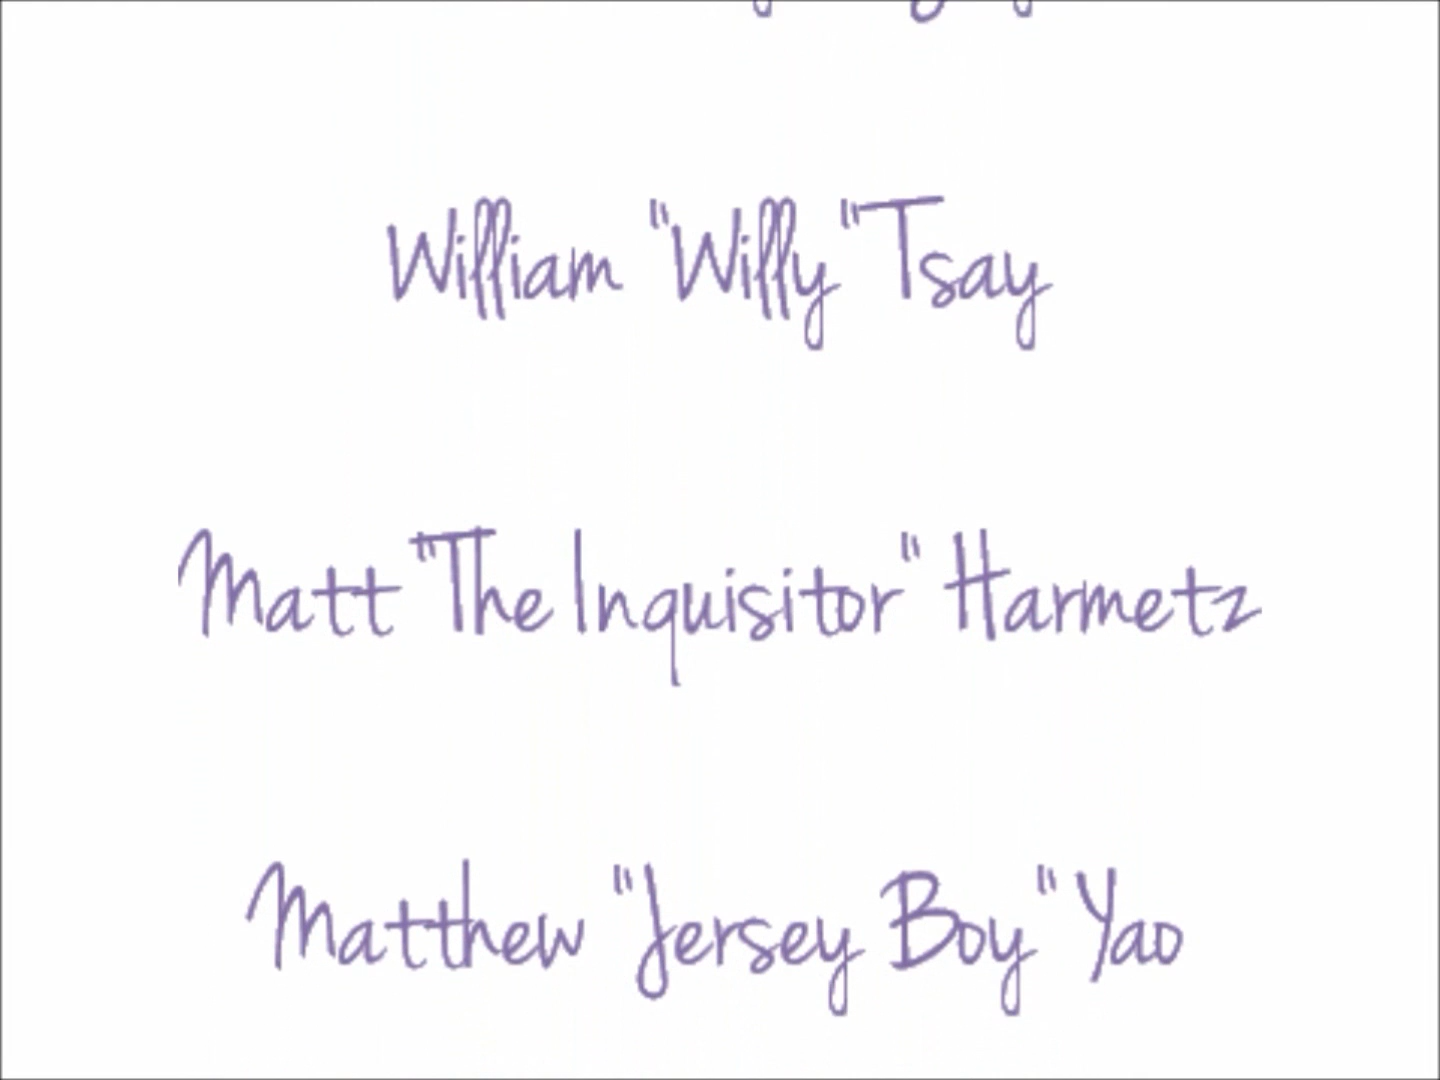 William "Willy" Tsay
Matt "The Inquisitor" Harmetz
Matthew "Jersey Boy" Yao